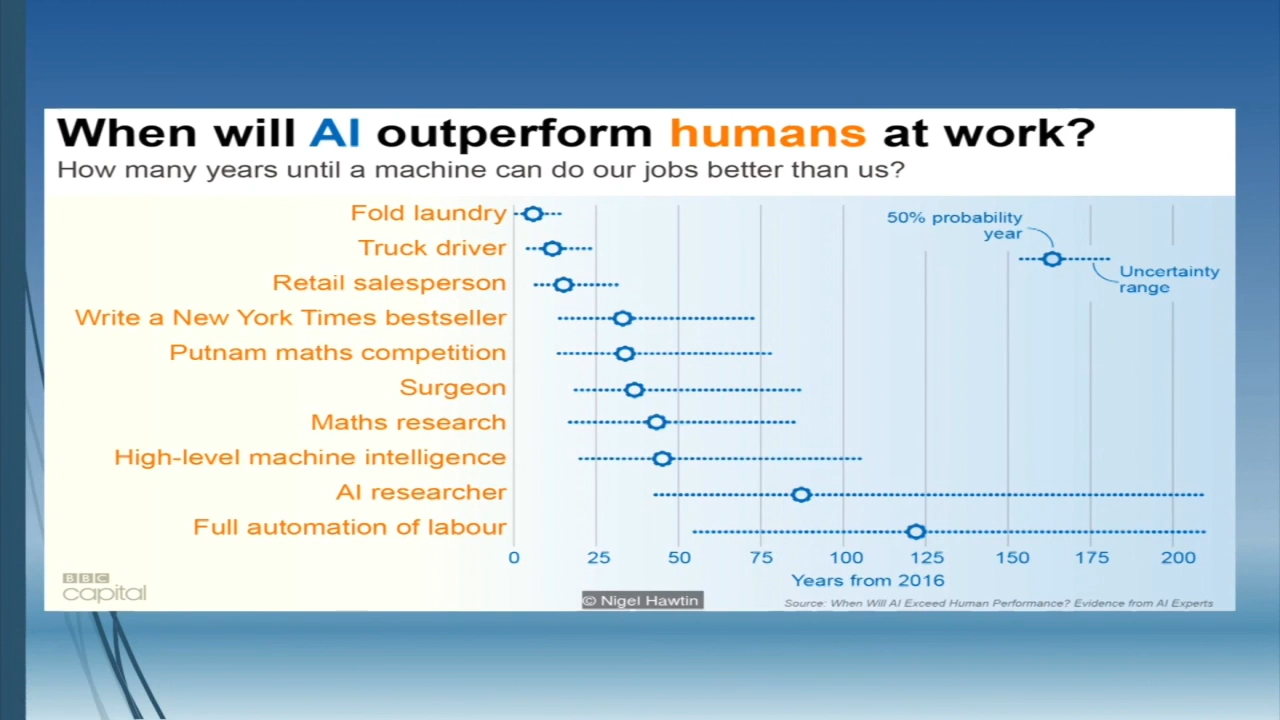 When will AI outperform humans at work?
How many years until a machine can do our jobs better than us?
Fold laundry
50% probability
year
Truck driver
Uncertainty
range
Retail salesperson
Write a New York Times bestseller
Putnam maths competition
Surgeon
Maths research
High-level machine intelligence
AI researcher
Full automation of labour
0 25 50 75 100 125 150 175 200
Years from 2016
BBC
capital
© Nigel Hawtin
Source: When Will AI Exceed Human Performance? Evidence from AI Experts